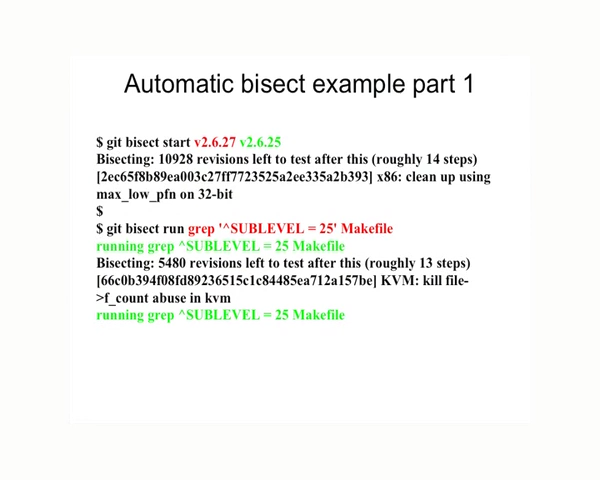 Automatic bisect example part 1
$ git bisect start v2.6.27 v2.6.25
Bisecting: 10928 revisions left to test after this (roughly 14 steps)
[2ec65f8b89ea003c27ff7723525a2ee335a2b393] x86: clean up using
max_low_pfn on 32-bit
$
$ git bisect run grep '^SUBLEVEL = 25' Makefile
running grep ^SUBLEVEL = 25 Makefile
Bisecting: 5480 revisions left to test after this (roughly 13 steps)
[66c0b394f08fd89236515c1c84485ea712a157be] KVM: kill file-
>f_count abuse in kvm
running grep ^SUBLEVEL = 25 Makefile